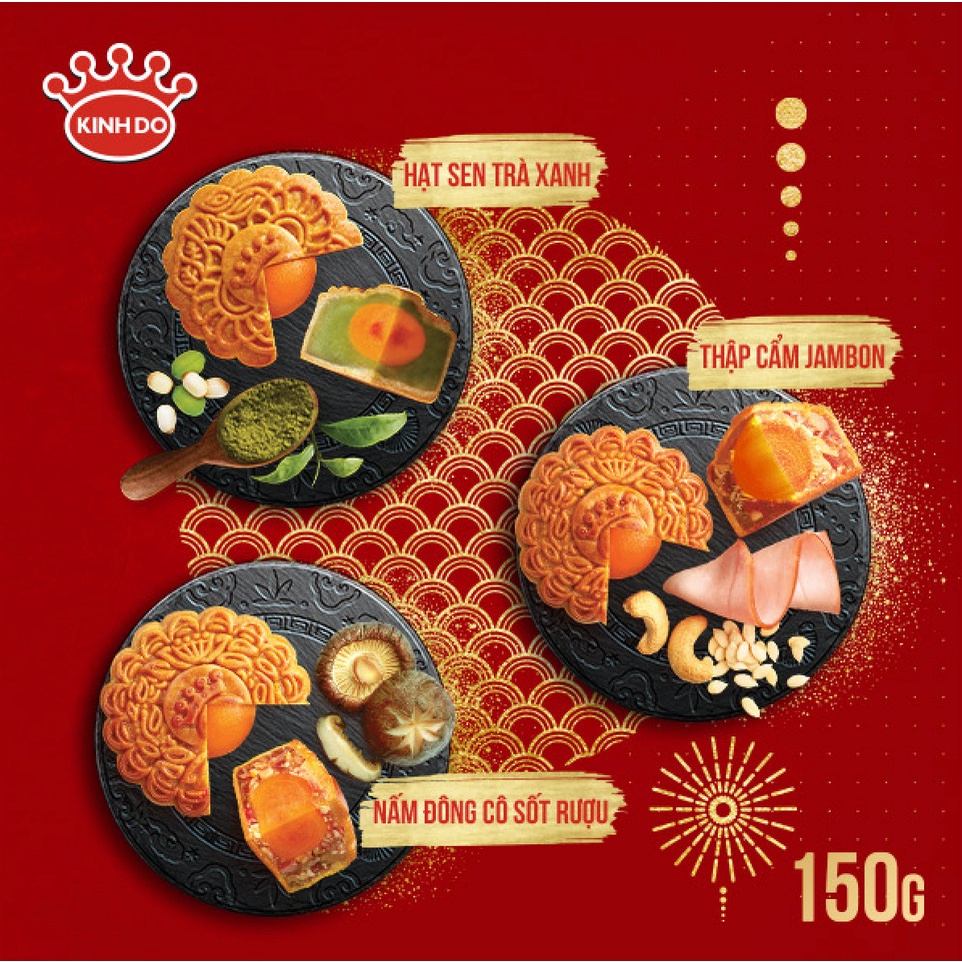 KINH DO
HẠT SEN TRÀ XANH
THẬP CẨM JAMBON
NẤM ĐÔNG CÔ SỐT RƯỢU
150G